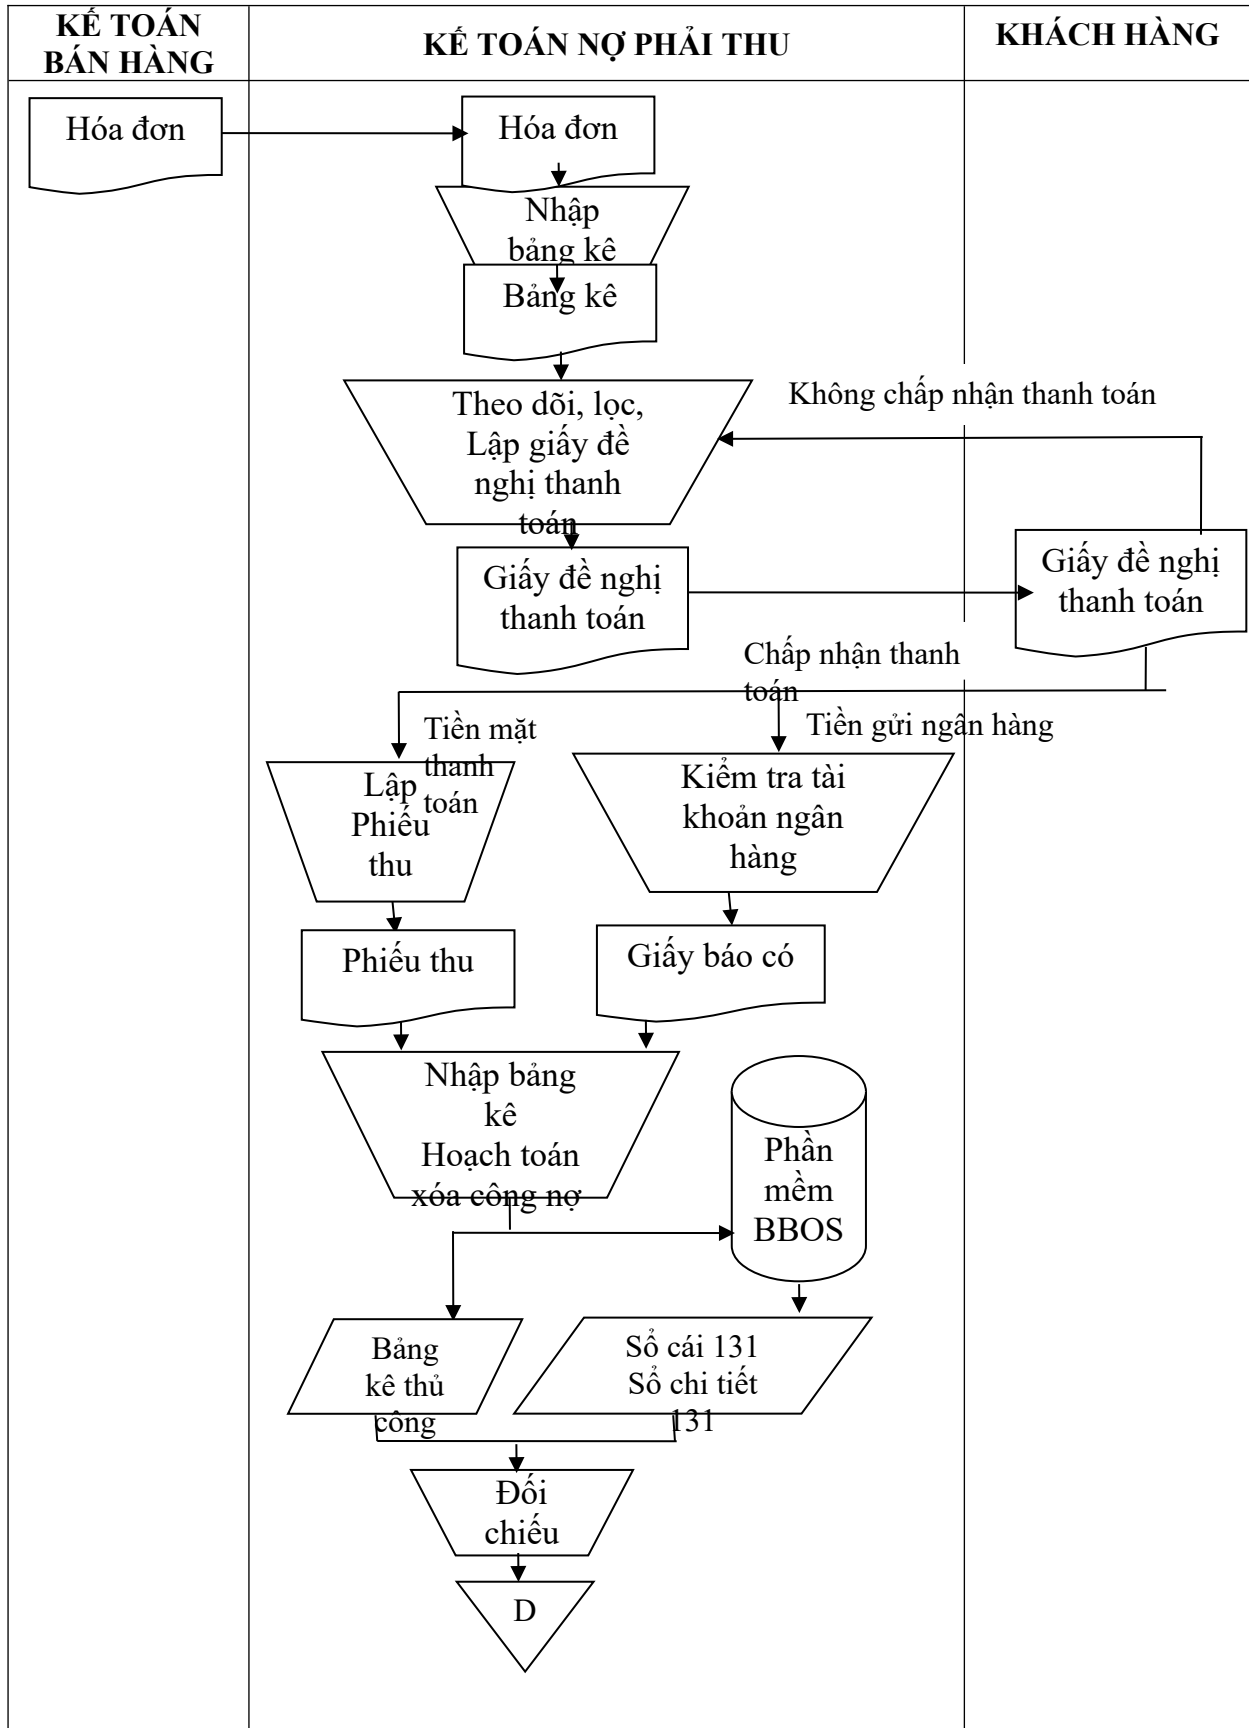 KẾ TOÁN
BÁN HÀNG
KẾ TOÁN NỢ PHẢI THU
KHÁCH HÀNG
Hóa đơn
Hóa đơn
Nhập
bảng kê
Bảng kê
Theo dõi, lọc,
Lập giấy đề
nghị thanh
toán
Không chấp nhận thanh toán
Giấy đề nghị
thanh toán
Giấy đề nghị
thanh toán
Chấp nhận thanh
toán
Tiền mặt
thanh
toán
Tiền gửi ngân hàng
Lập
Phiếu
thu
Kiểm tra tài
khoản ngân
hàng
Phiếu thu
Giấy báo có
Nhập bảng
kê
Hoạch toán
xóa công nợ
Phần
mềm
BBOS
Bảng
kê thủ
công
Sổ cái 131
Sổ chi tiết
131
Đối
chiếu
D